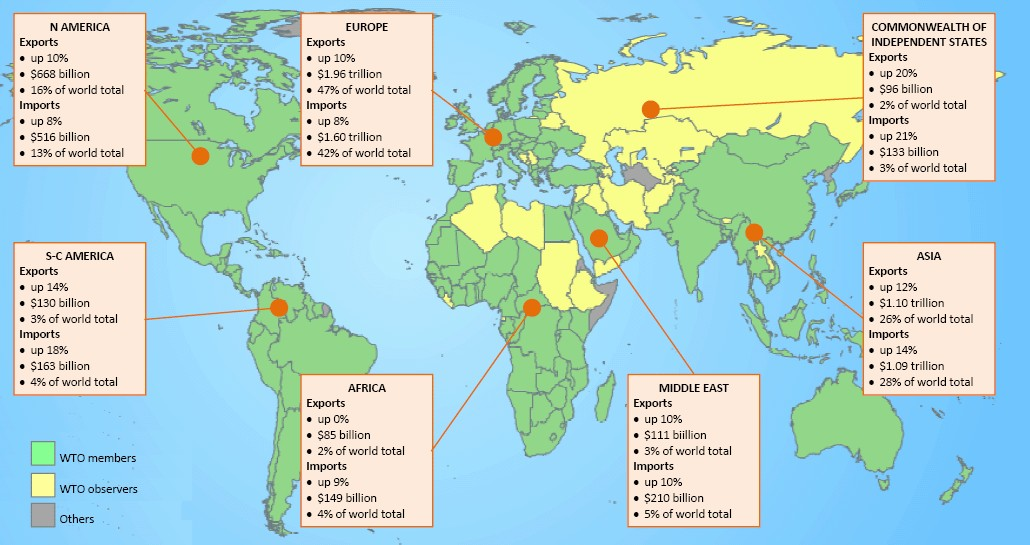 N AMERICA
Exports
• up 10%
• $668 billion
• 16% of world total
Imports
• up 8%
• $516 billion
• 13% of world total
EUROPE
Exports
• up 10%
• $1.96 trillion
• 47% of world total
Imports
• up 8%
• $1.60 trillion
• 42% of world total
COMMONWEALTH OF
INDEPENDENT STATES
Exports
• up 20%
• $96 billion
• 2% of world total
Imports
• up 21%
• $133 billion
• 3% of world total
S-C AMERICA
Exports
• up 14%
• $130 billion
• 3% of world total
Imports
• up 18%
• $163 billion
• 4% of world total
ASIA
Exports
• up 12%
• $1.10 trillion
• 26% of world total
Imports
• up 14%
• $1.09 trillion
• 28% of world total
AFRICA
Exports
• up 0%
• $85 billion
• 2% of world total
Imports
• up 9%
• $149 billion
• 4% of world total
MIDDLE EAST
Exports
• up 10%
• $111 biillion
• 3% of world total
Imports
• up 10%
• $210 billion
• 5% of world total
WTO members
WTO observers
Others